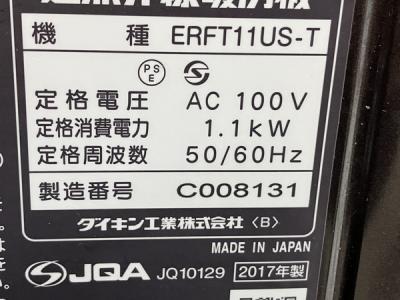 機種 ERFT11US-T
PS
E
定格電圧 AC 100V
定格消費電力 1.1kW
定格周波数 50/60Hz
製造番号 C008131
ダイキン工業株式会社 〈B〉
MADE IN JAPAN
JQA JQ10129 2017年製